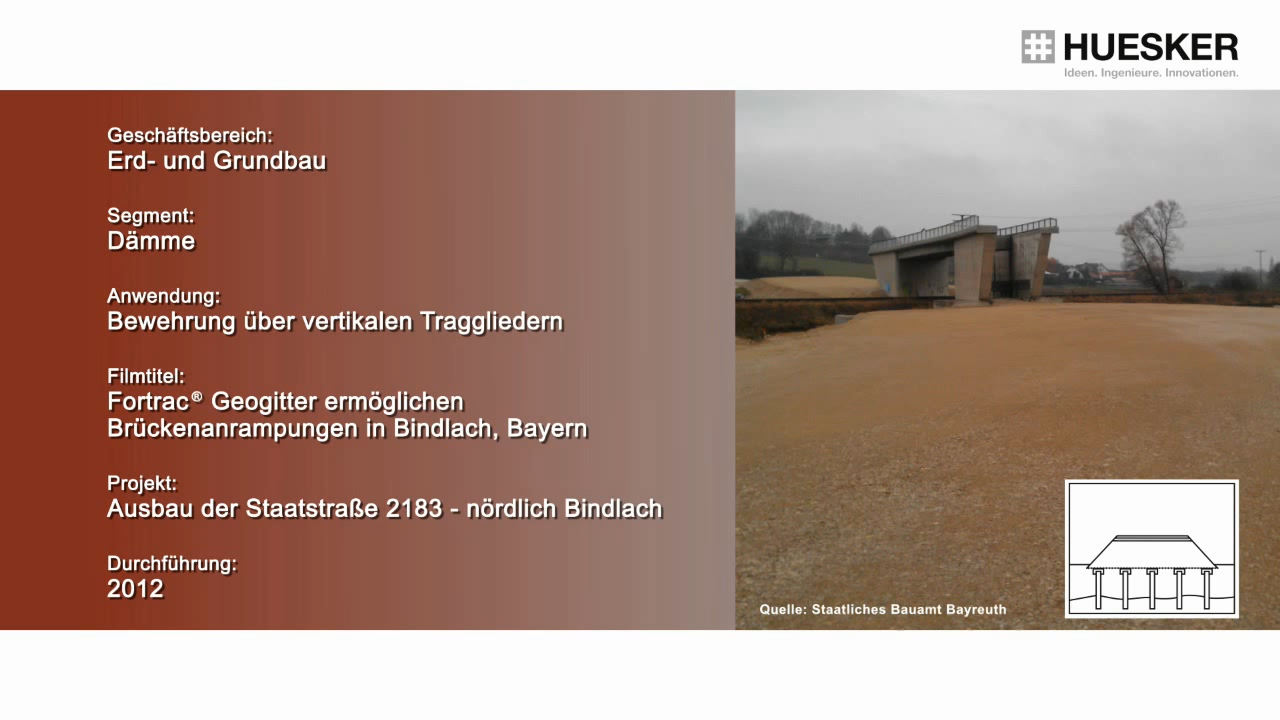 HUESKER
Ideen. Ingenieure. Innovationen.
Geschäftsbereich:
Erd- und Grundbau
Segment:
Dämme
Anwendung:
Bewehrung über vertikalen Traggliedern
Filmtitel:
Fortrac® Geogitter ermöglichen
Brückenanrampungen in Bindlach, Bayern
Projekt:
Ausbau der Staatstraße 2183 - nördlich Bindlach
Durchführung:
2012
Quelle: Staatliches Bauamt Bayreuth